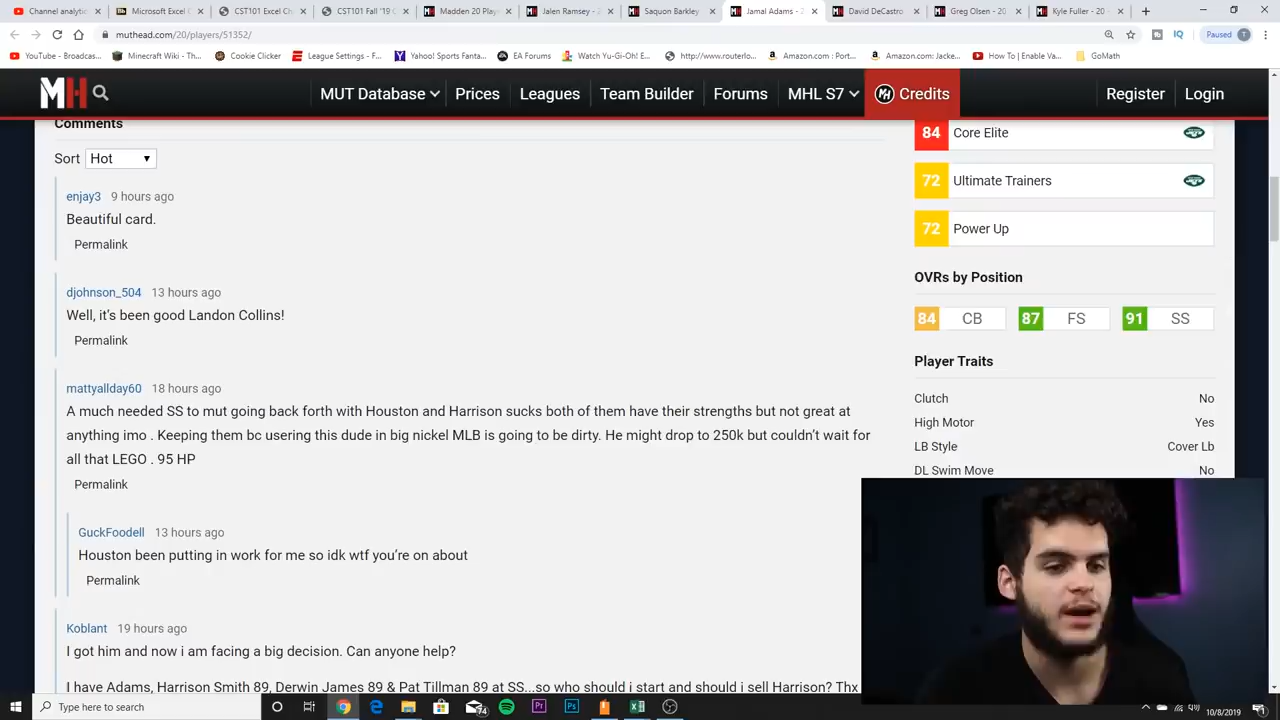 Channel analytic
Microsoft Excel C
CST101 Excel Cha
CST101 Fall '19 C
Madden 20 Playe
Jalen Ramsey -
Saquon Barkley
Jamal Adams - 2
David DeCastro
Greg Olsen - 20
Kyle Fuller - 20
muthead.com/20/players/51352/
Paused
YouTube - Broadcas...
Minecraft Wiki - Th...
Cookie Clicker
League Settings - F...
Yahoo! Sports Fanta...
EA Forums
Watch Yu-Gi-Oh! E...
http://www.routerlo...
Amazon.com : Port...
Amazon.com: Jacke...
How To | Enable Va...
GoMath
MH
MUT Database
Prices
Leagues
Team Builder
Forums
MHL S7
Credits
Register
Login
Comments
Sort Hot
enjay3 9 hours ago
Beautiful card.
Permalink
djohnson_504 13 hours ago
Well, it's been good Landon Collins!
Permalink
mattyallday60 18 hours ago
A much needed SS to mut going back forth with Houston and Harrison sucks both of them have their strengths but not great at
anything imo . Keeping them bc usering this dude in big nickel MLB is going to be dirty. He might drop to 250k but couldn't wait for
all that LEGO . 95 HP
Permalink
GuckFoodell 13 hours ago
Houston been putting in work for me so idk wtf you're on about
Permalink
Koblant 19 hours ago
I got him and now i am facing a big decision. Can anyone help?
I have Adams, Harrison Smith 89, Derwin James 89 & Pat Tillman 89 at SS...so who should i start and should i sell Harrison? Thx
84 Core Elite
72 Ultimate Trainers
72 Power Up
OVRs by Position
84 CB 87 FS 91 SS
Player Traits
Clutch No
High Motor Yes
LB Style Cover Lb
DL Swim Move No
Type here to search
10/8/2019